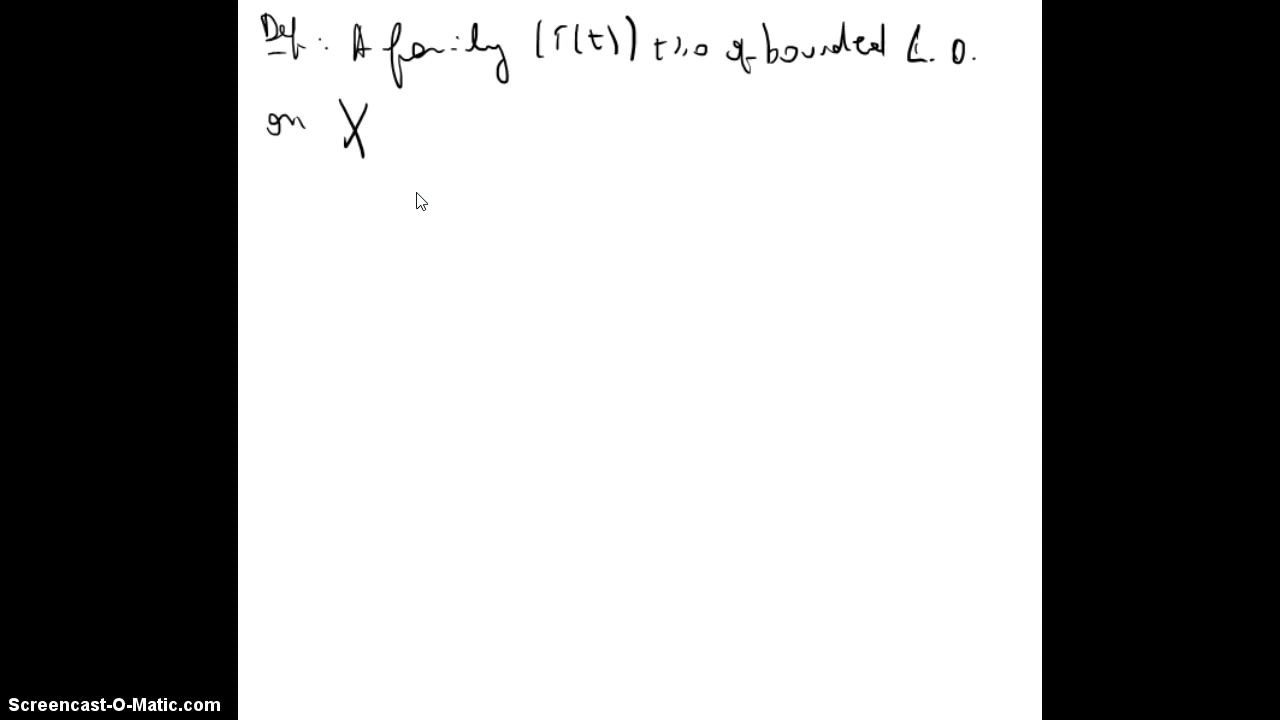 Def: A family (T(t)) t⩾0 of bounded L.O.
on X
Screencast-O-Matic.com